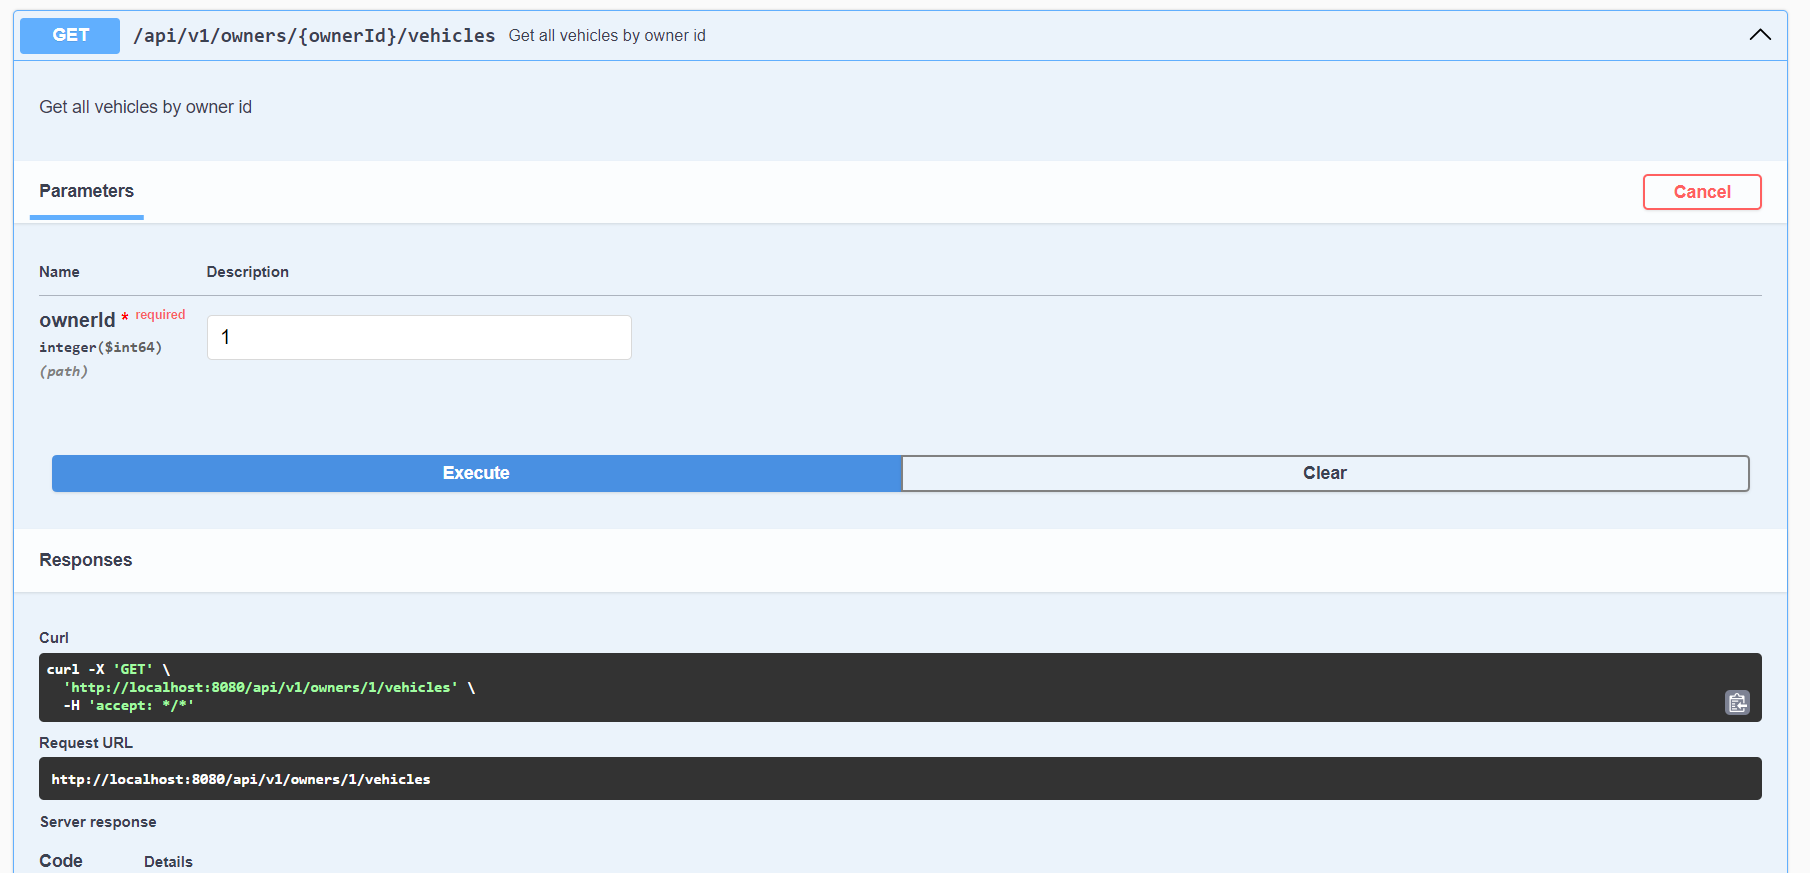 GET /api/v1/owners/{ownerId}/vehicles Get all vehicles by owner id
Get all vehicles by owner id
Parameters
Cancel
Name Description
ownerId * required
integer($int64)
(path)
1
Execute
Clear
Responses
Curl
curl -X 'GET' \
'http://localhost:8080/api/v1/owners/1/vehicles' \
-H 'accept: */*'
Request URL
http://localhost:8080/api/v1/owners/1/vehicles
Server response
Code Details